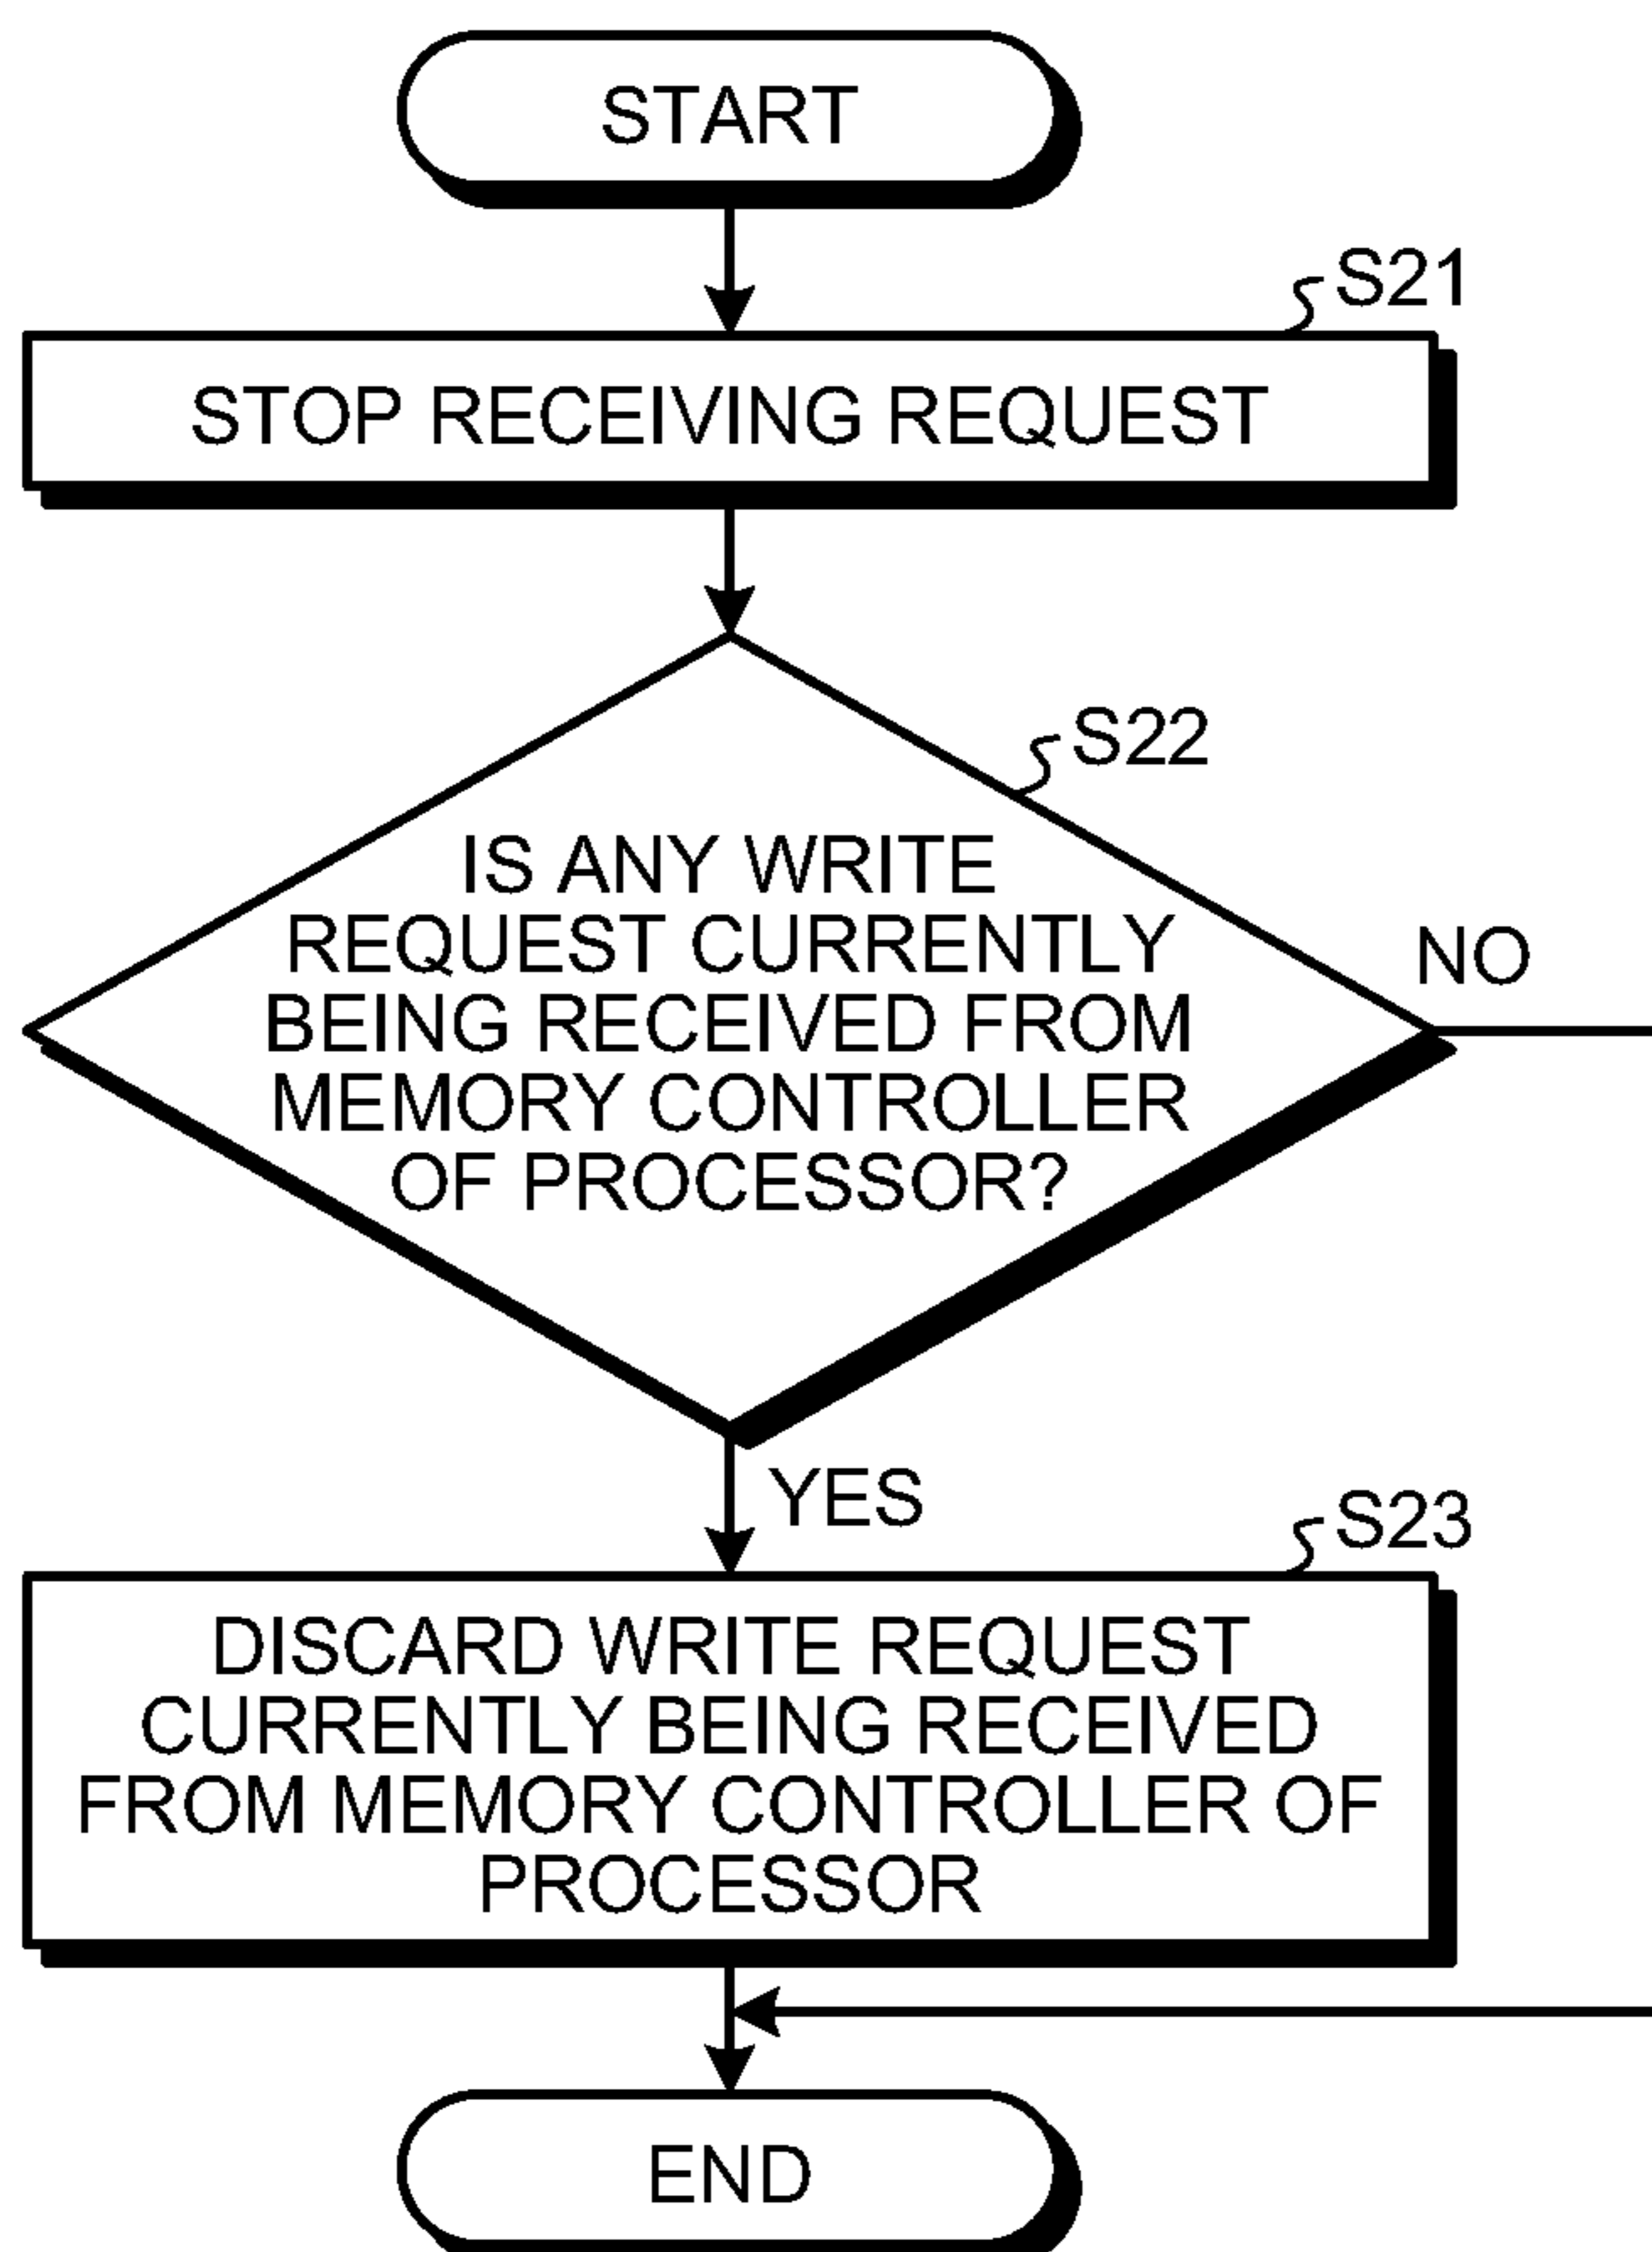 START
S21
STOP RECEIVING REQUEST
S22
IS ANY WRITE
REQUEST CURRENTLY
BEING RECEIVED FROM
MEMORY CONTROLLER
OF PROCESSOR?
NO
YES
S23
DISCARD WRITE REQUEST
CURRENTLY BEING RECEIVED
FROM MEMORY CONTROLLER OF
PROCESSOR
END